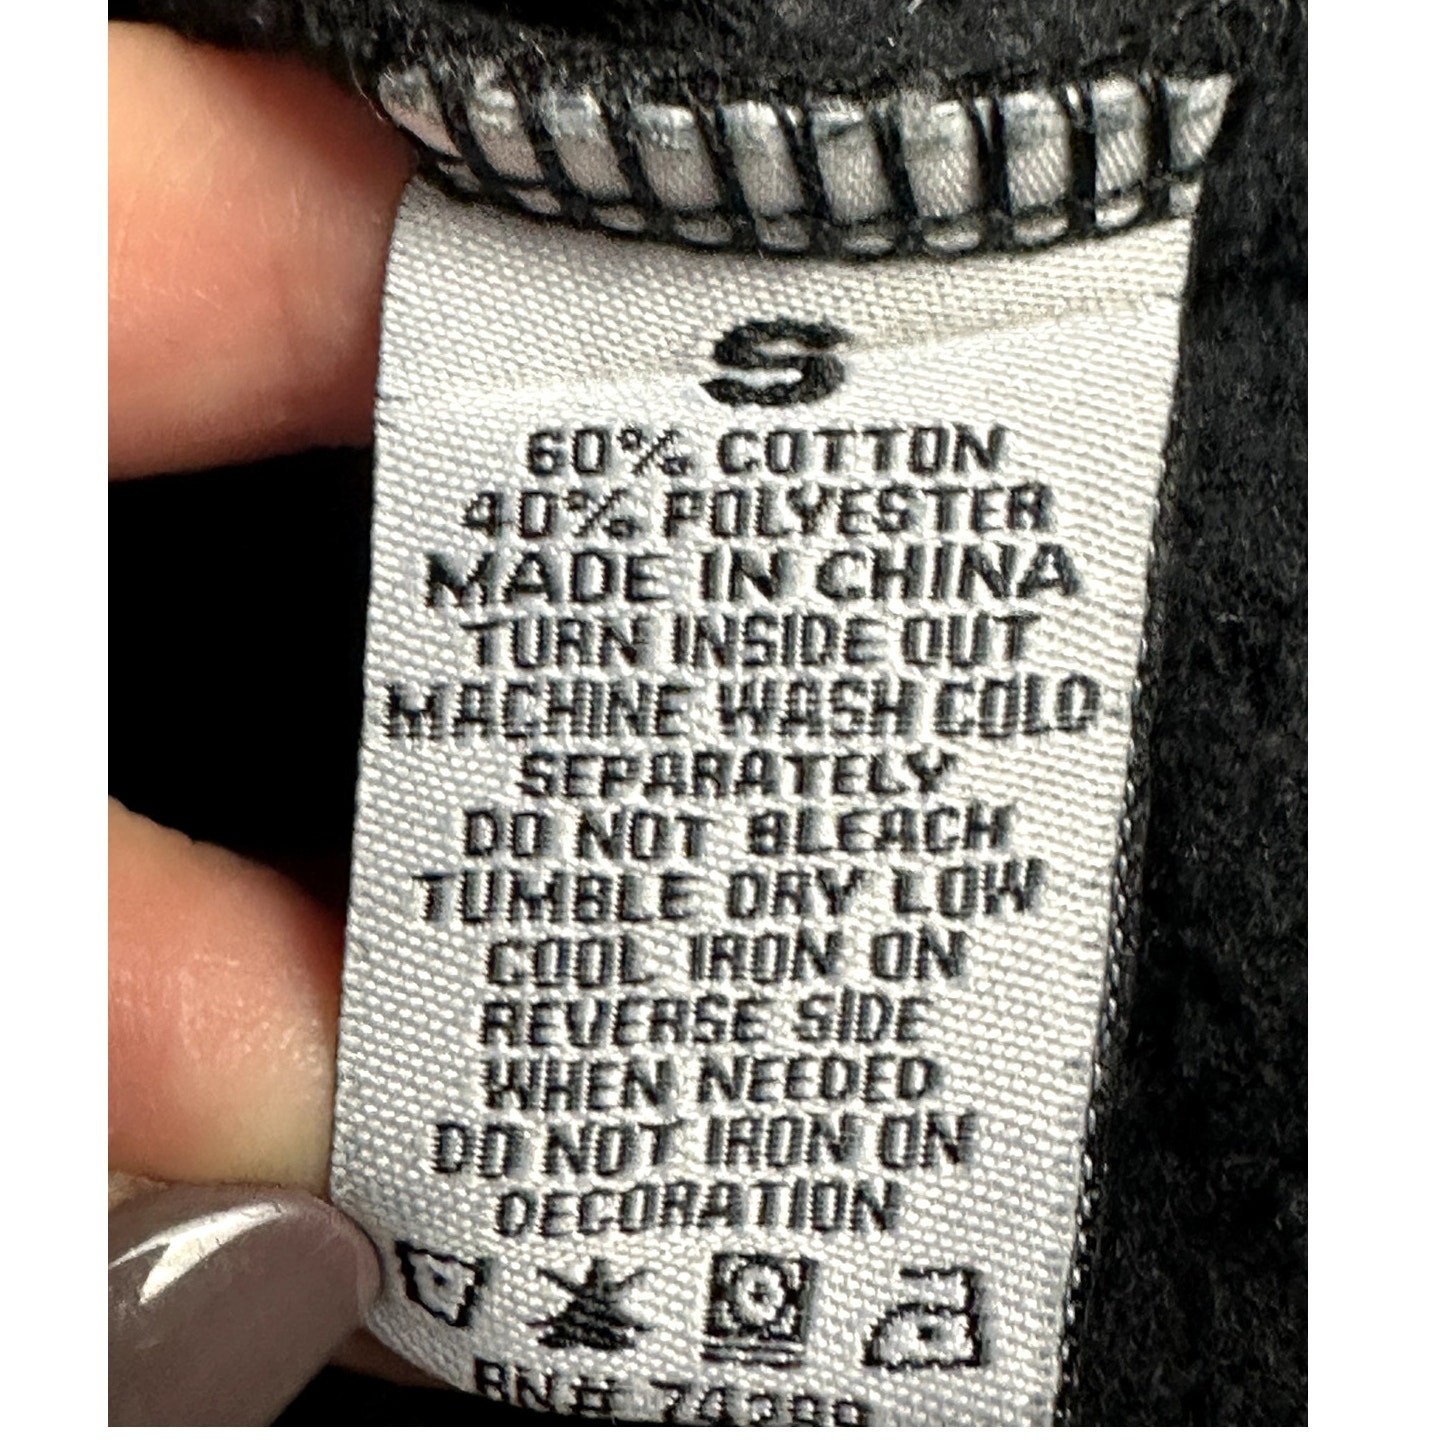 S
60% COTTON
40% POLYESTER
MADE IN CHINA
TURN INSIDE OUT
MACHINE WASH COLD
SEPARATELY
DO NOT BLEACH
TUMBLE DRY LOW
COOL IRON ON
REVERSE SIDE
WHEN NEEDED
DO NOT IRON ON
DECORATION
RN#